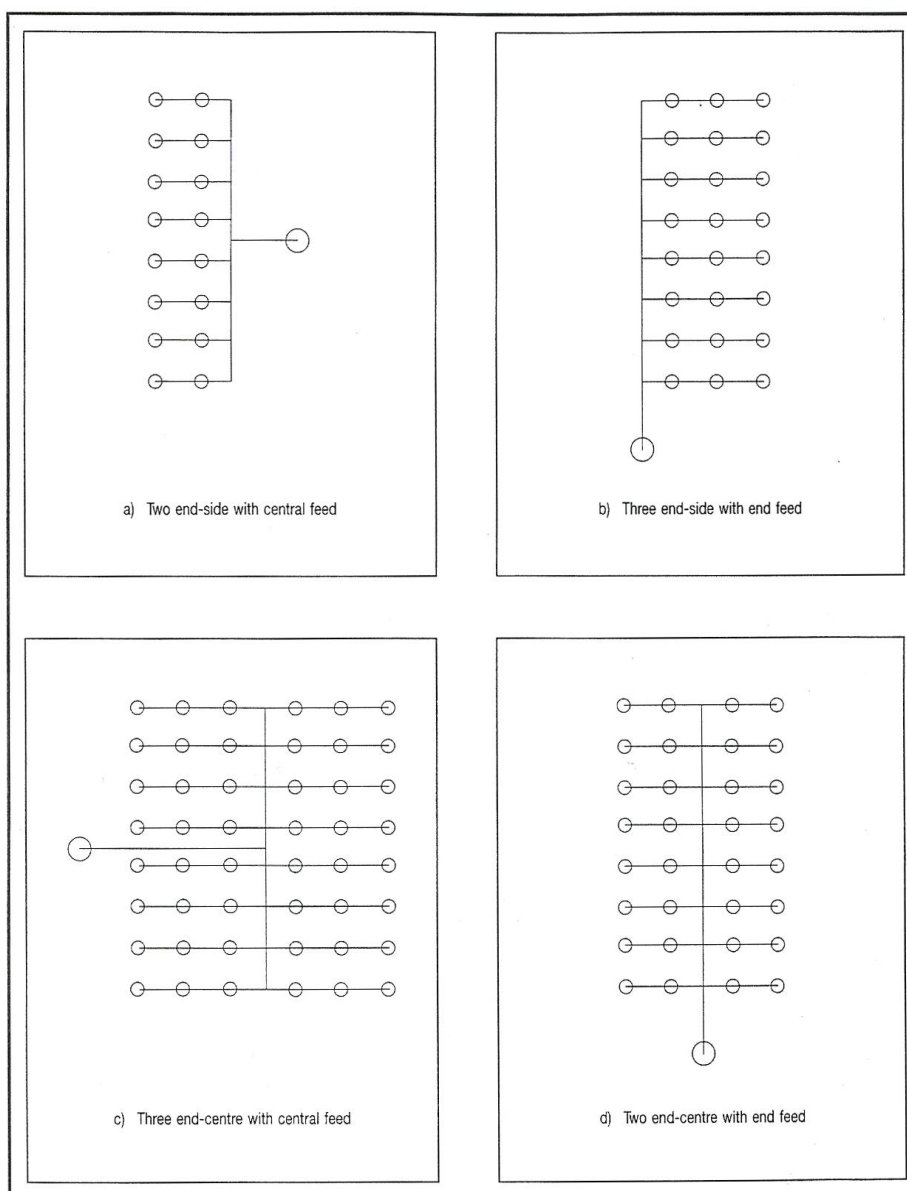 a) Two end-side with central feed
b) Three end-side with end feed
c) Three end-centre with central feed
d) Two end-centre with end feed